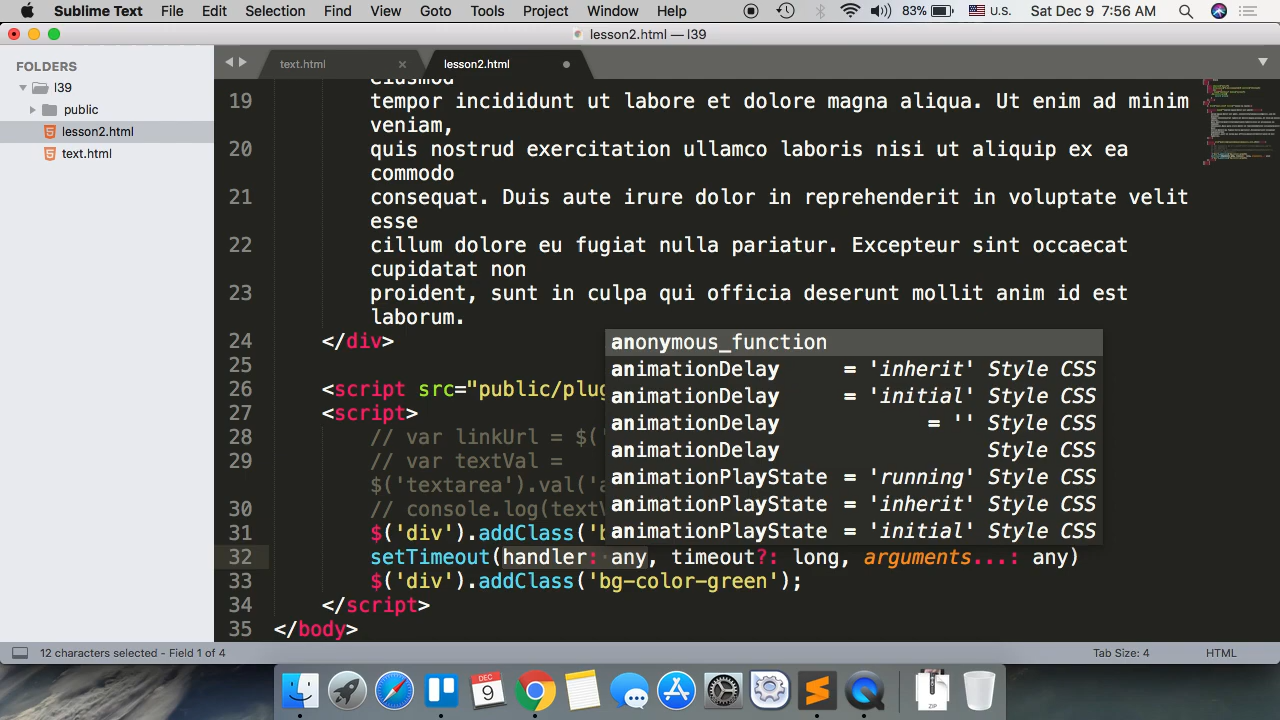 Sublime Text File Edit Selection Find View Goto Tools Project Window Help 83% U.S. Sat Dec 9 7:56 AM
lesson2.html — l39
FOLDERS
l39
public
lesson2.html
text.html
text.html lesson2.html
eiusmod
19 tempor incididunt ut labore et dolore magna aliqua. Ut enim ad minim
veniam,
20 quis nostrud exercitation ullamco laboris nisi ut aliquip ex ea
commodo
21 consequat. Duis aute irure dolor in reprehenderit in voluptate velit
esse
22 cillum dolore eu fugiat nulla pariatur. Excepteur sint occaecat
cupidatat non
23 proident, sunt in culpa qui officia deserunt mollit anim id est
laborum.
24 </div>
25
26 <script src="public/plug
27 <script>
28 // var linkUrl = $('
29 // var textVal =
$('textarea').val('a
30 // console.log(textV
31 $('div').addClass('b
32 setTimeout(handler: any, timeout?: long, arguments...: any)
33 $('div').addClass('bg-color-green');
34 </script>
35 </body>
anonymous_function
animationDelay = 'inherit' Style CSS
animationDelay = 'initial' Style CSS
animationDelay = '' Style CSS
animationDelay Style CSS
animationPlayState = 'running' Style CSS
animationPlayState = 'inherit' Style CSS
animationPlayState = 'initial' Style CSS
12 characters selected - Field 1 of 4 Tab Size: 4 HTML
DEC
9
ZIP